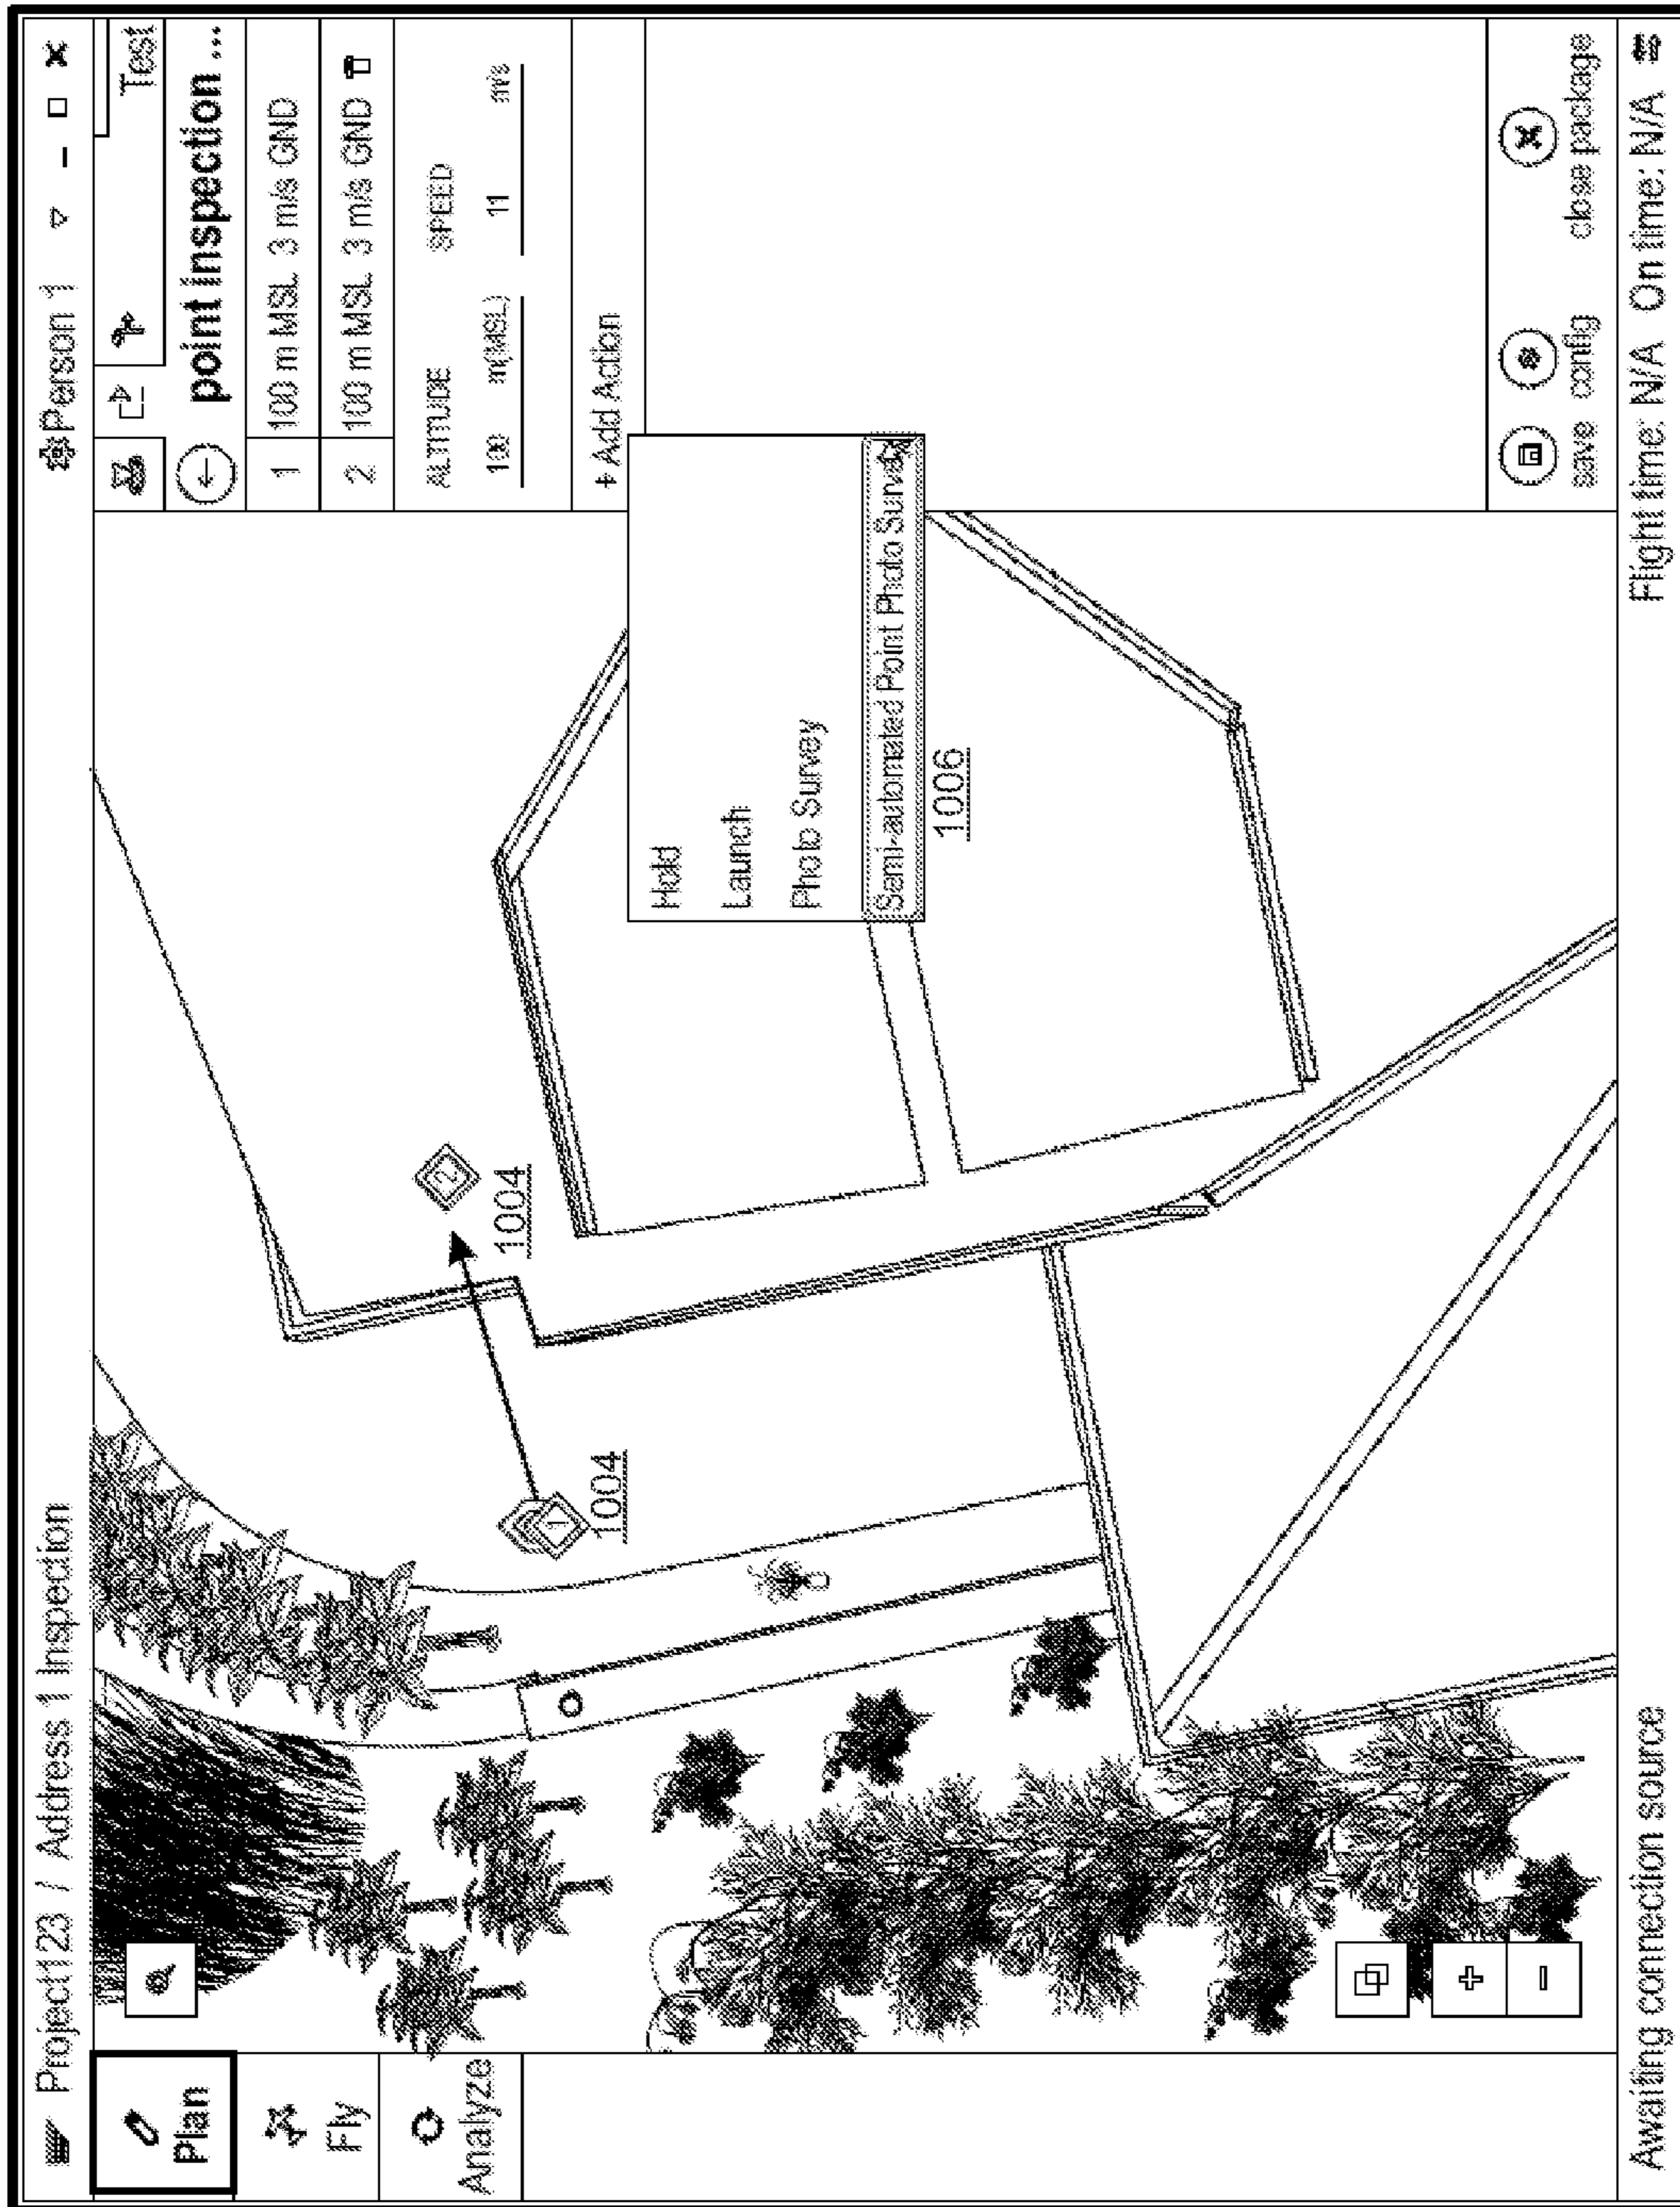 Project123 / Address 1 Inspection
Person 1
Plan
Fly
Analyze
1
1004
2
1004
Test
point inspection ...
1 100 m MSL 3 m/s GND
2 100 m MSL 3 m/s GND
ALTITUDE SPEED
100 m(MSL) 11 m/s
+ Add Action
Hold
Launch
Photo Survey
Semi-automated Point Photo Survey
1006
save config close package
Awaiting connection source
Flight time: N/A On time: N/A